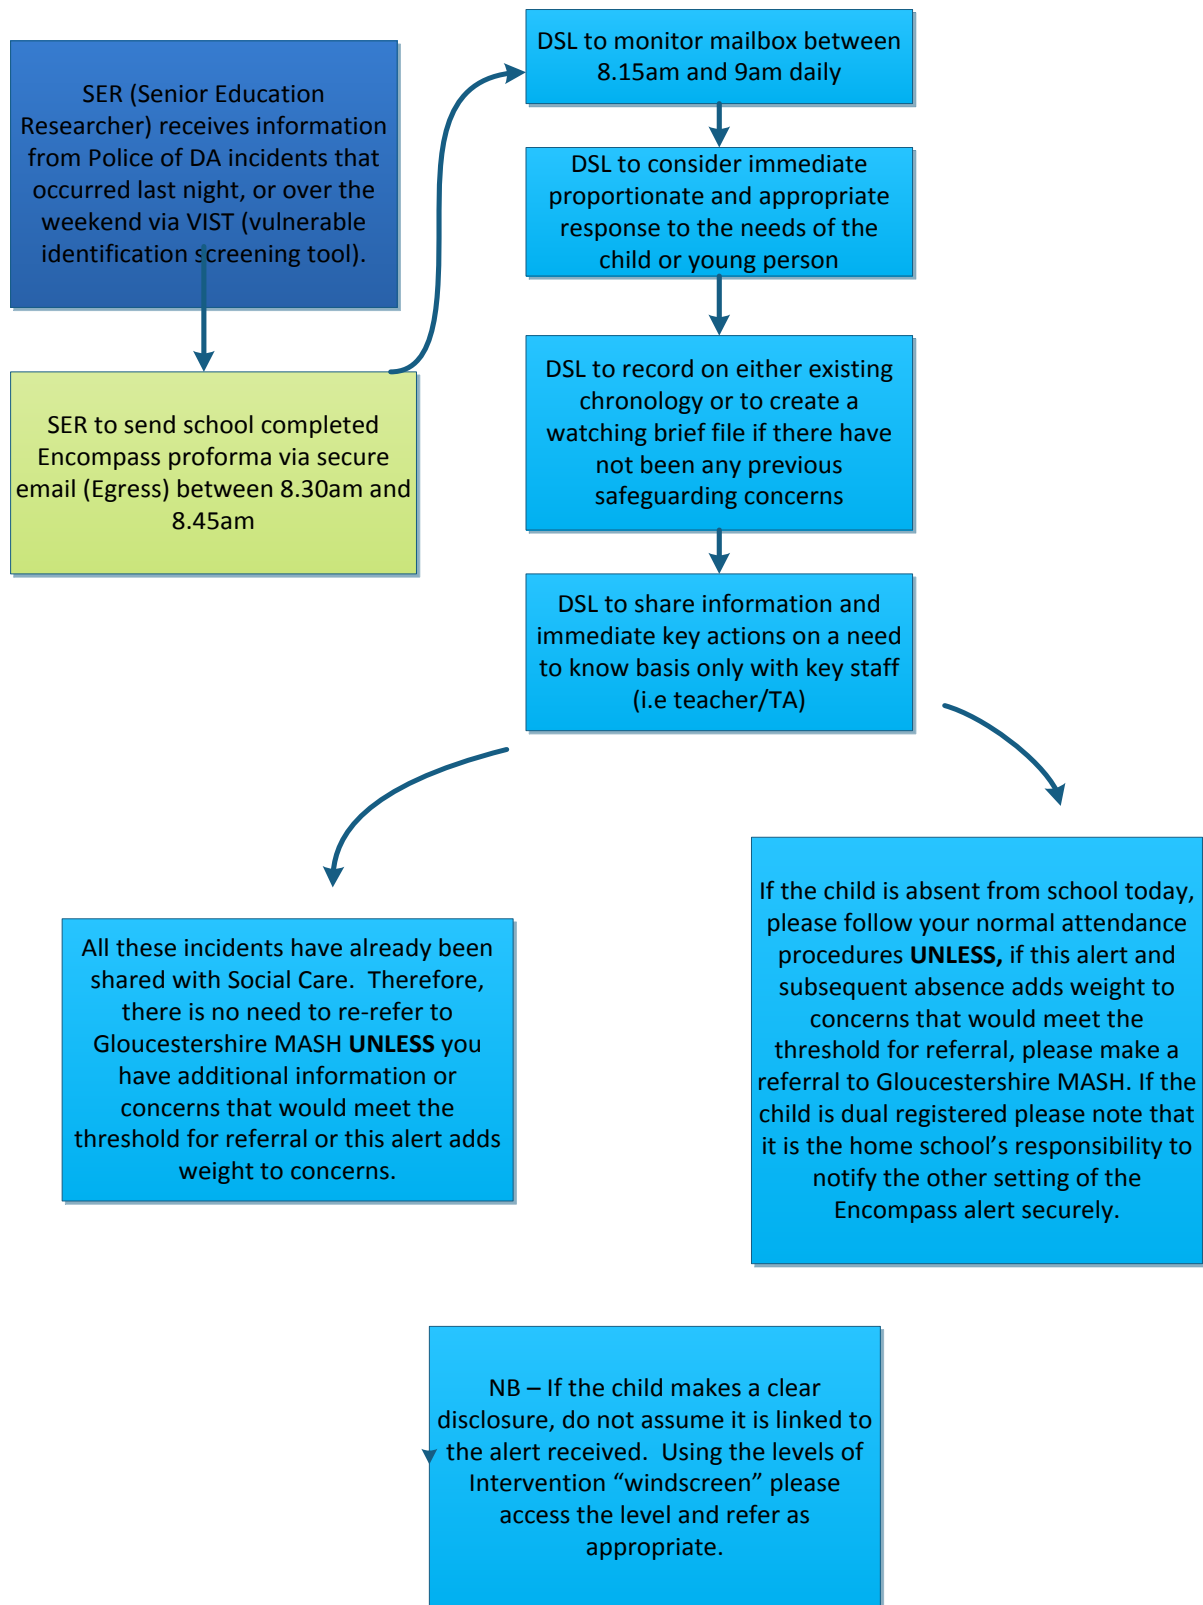 SER (Senior Education
Researcher) receives information
from Police of DA incidents that
occurred last night, or over the
weekend via VIST (vulnerable
identification screening tool).
SER to send school completed
Encompass proforma via secure
email (Egress) between 8.30am and
8.45am
DSL to monitor mailbox between
8.15am and 9am daily
DSL to consider immediate
proportionate and appropriate
response to the needs of the
child or young person
DSL to record on either existing
chronology or to create a
watching brief file if there have
not been any previous
safeguarding concerns
DSL to share information and
immediate key actions on a need
to know basis only with key staff
(i.e teacher/TA)
All these incidents have already been
shared with Social Care.  Therefore,
there is no need to re-refer to
Gloucestershire MASH UNLESS you
have additional information or
concerns that would meet the
threshold for referral or this alert adds
weight to concerns.
If the child is absent from school today,
please follow your normal attendance
procedures UNLESS, if this alert and
subsequent absence adds weight to
concerns that would meet the
threshold for referral, please make a
referral to Gloucestershire MASH. If the
child is dual registered please note that
it is the home school’s responsibility to
notify the other setting of the
Encompass alert securely.
NB – If the child makes a clear
disclosure, do not assume it is linked to
the alert received.  Using the levels of
Intervention “windscreen” please
access the level and refer as
appropriate.